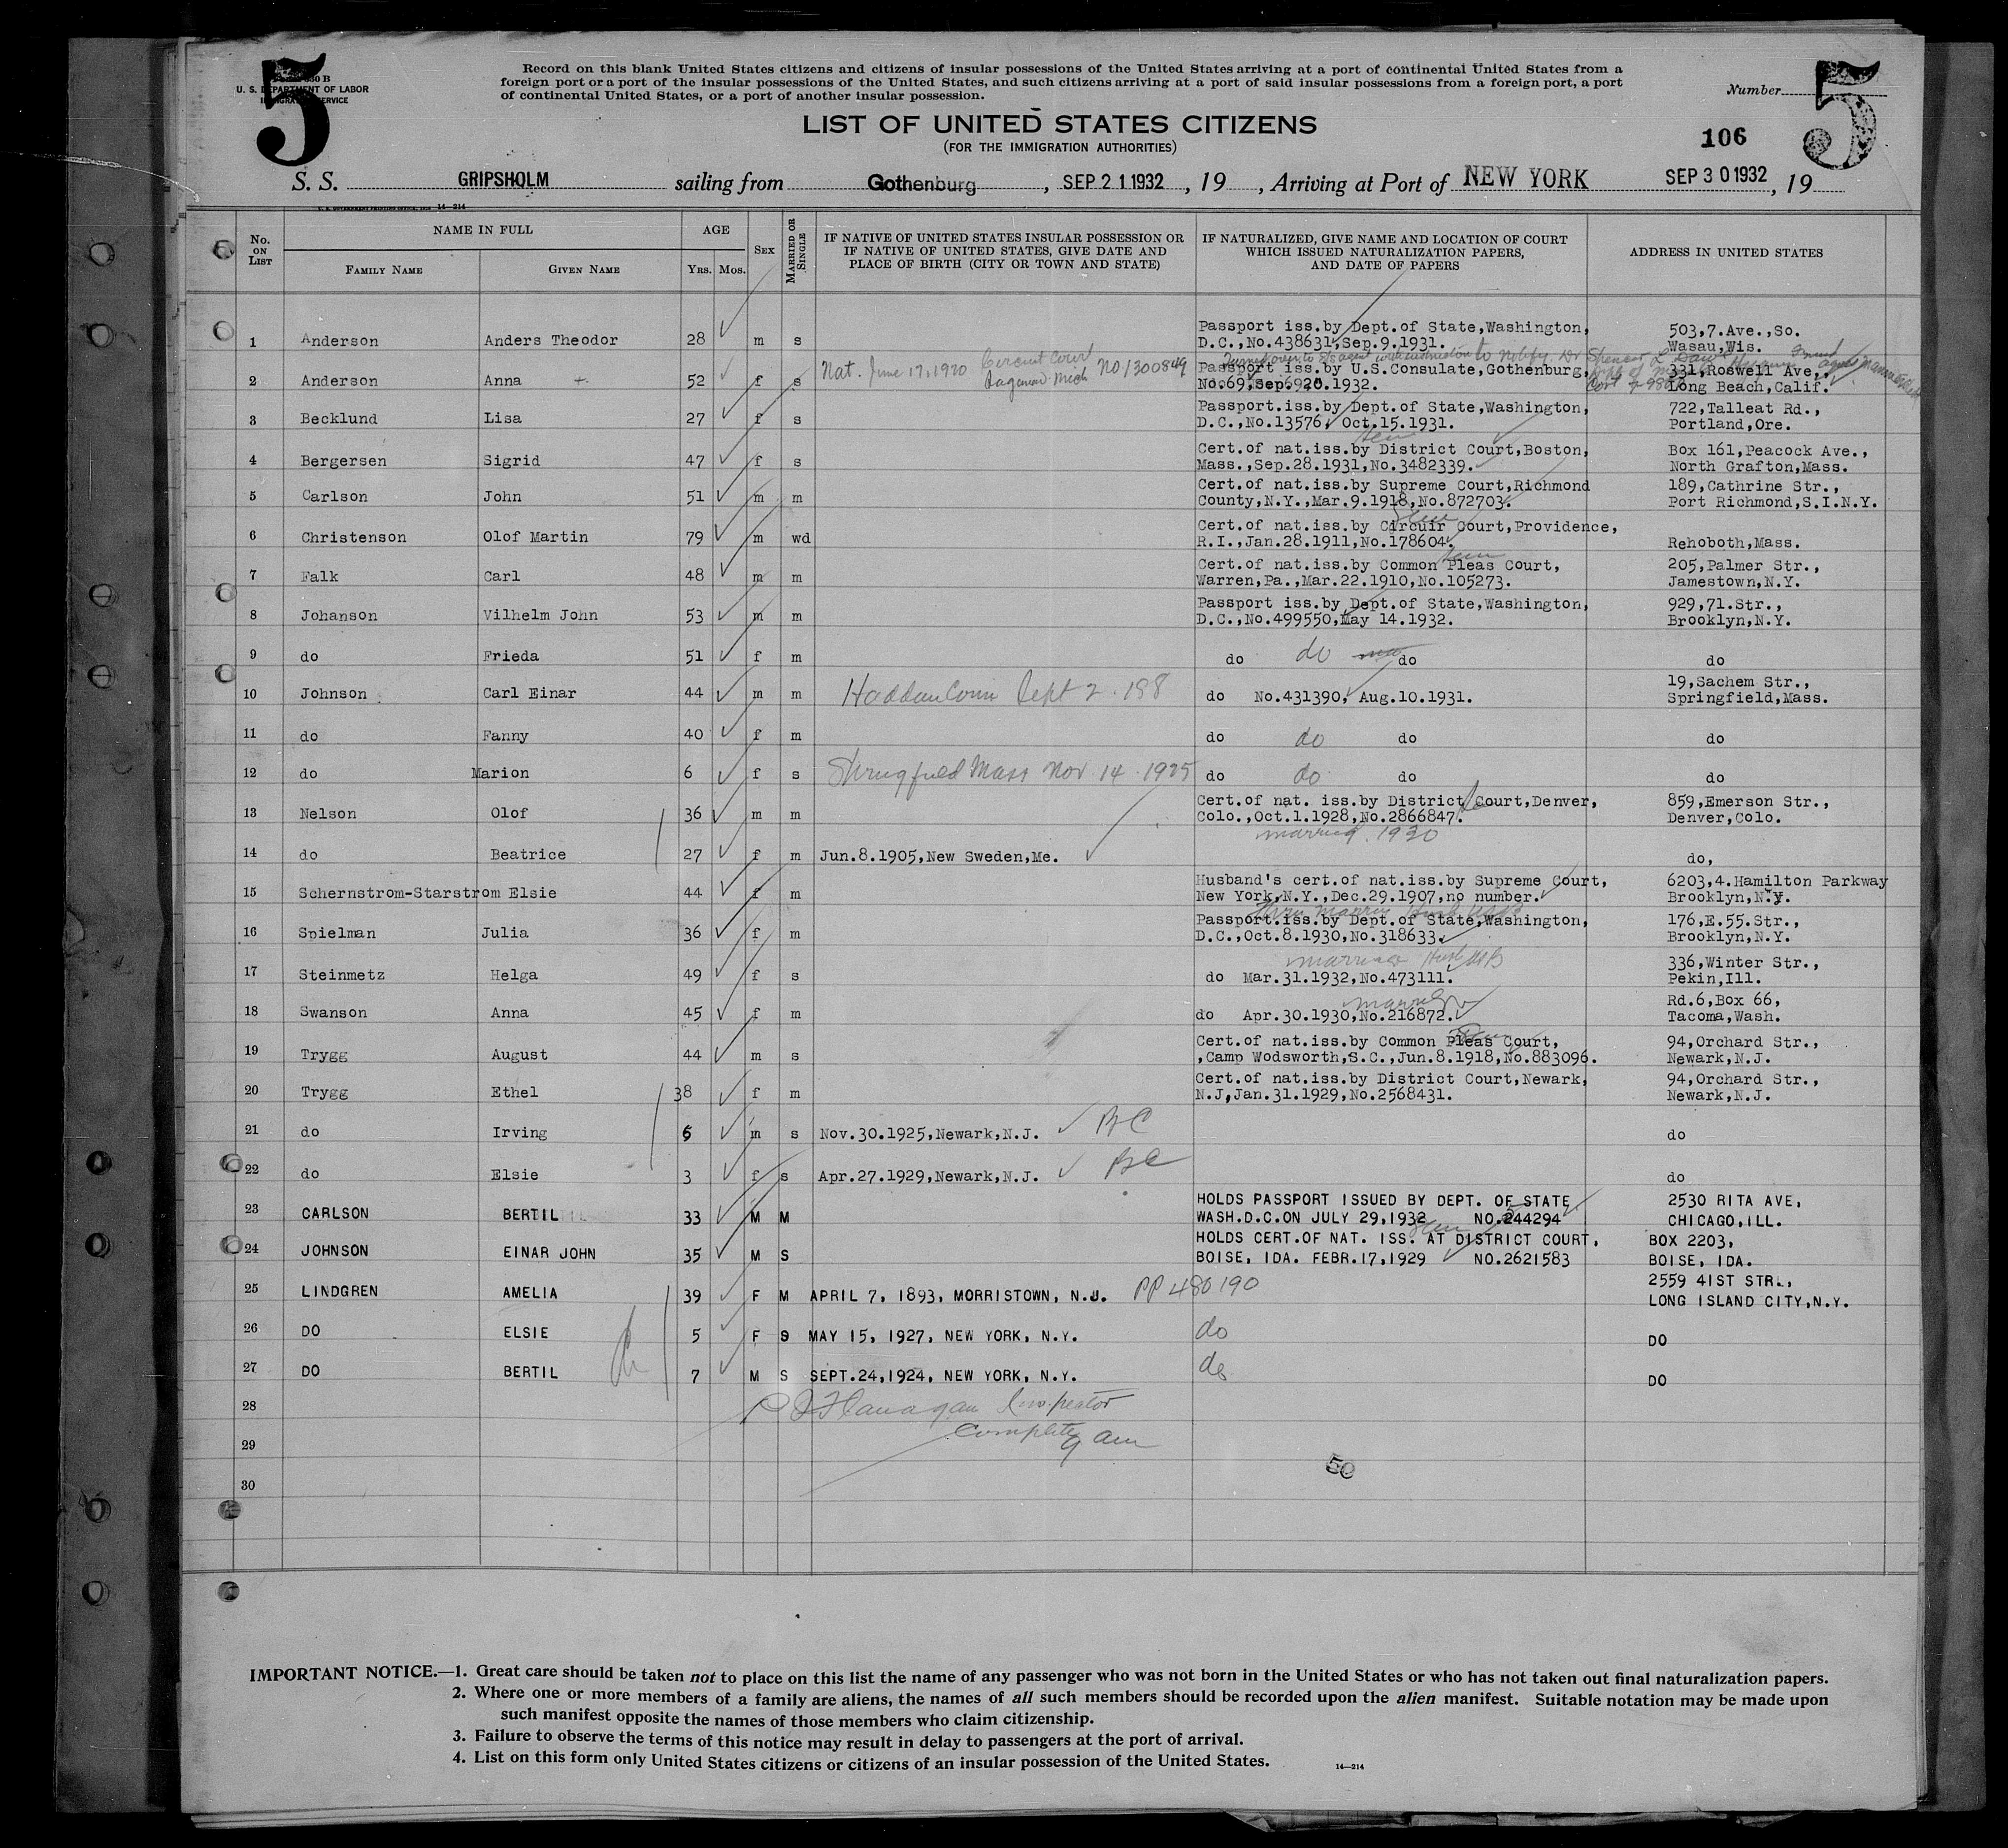 5
U. S. DEPARTMENT OF LABOR
IMMIGRATION SERVICE
Record on this blank United States citizens and citizens of insular possessions of the United States arriving at a port of continental United States from a
foreign port or a port of the insular possessions of the United States, and such citizens arriving at a port of said insular possessions from a foreign port, a port
of continental United States, or a port of another insular possession.
Number
5
LIST OF UNITED STATES CITIZENS
(FOR THE IMMIGRATION AUTHORITIES)
106
S. S. GRIPSHOLM sailing from Gothenburg, SEP 21 1932, 19 , Arriving at Port of NEW YORK SEP 30 1932, 19
14—214
No. ON LIST
NAME IN FULL
FAMILY NAME GIVEN NAME
AGE
YRS. MOS.
SEX
MARRIED OR SINGLE
IF NATIVE OF UNITED STATES INSULAR POSSESSION OR
IF NATIVE OF UNITED STATES, GIVE DATE AND
PLACE OF BIRTH (CITY OR TOWN AND STATE)
IF NATURALIZED, GIVE NAME AND LOCATION OF COURT
WHICH ISSUED NATURALIZATION PAPERS,
AND DATE OF PAPERS
ADDRESS IN UNITED STATES
1 Anderson Anders Theodor 28 m s Passport iss.by Dept.of State,Washington, 503,7.Ave.,So.
D.C.,No.438631,Sep.9.1931. Wasau,Wis.
2 Anderson Anna 52 f s Nat. June 17, 1920 Circuit Court Saginaw Mich NO 1300849 Passport iss.by U.S.Consulate,Gothenburg, 331,Roswell Ave,,
No.69,Sep. 1932. Long Beach,Calif.
3 Becklund Lisa 27 f s Passport.iss.by Dept.of State,Washington, 722,Talleat Rd.,
D.C.,No.13576, Oct.15.1931. Portland,Ore.
4 Bergersen Sigrid 47 f s Cert.of nat.iss.by District Court,Boston, Box 161,Peacock Ave.,
Mass.,Sep.28.1931,No.3482339. North Grafton,Mass.
5 Carlson John 51 m m Cert.of nat.iss.by Supreme Court,Richmond 189,Cathrine Str.,
County,N.Y.,Mar.9.1918,No.872703. Port Richmond,S.I.N.Y.
6 Christenson Olof Martin 79 m wd Cert.of nat.iss.by Circuir Court,Providence,
R.I.,Jan.28.1911,No.178604. Rehoboth,Mass.
7 Falk Carl 48 m m Cert.of nat.iss.by Common Pleas Court, 205,Palmer Str.,
Warren,Pa.,Mar.22.1910,No.105273. Jamestown,N.Y.
8 Johanson Vilhelm John 53 m m Passport iss.by Dept.of State,Washington, 929,71.Str.,
D.C.,No.499550,May 14.1932. Brooklyn,N.Y.
9 do Frieda 51 f m do do do do
10 Johnson Carl Einar 44 m m Haddan Conn Sept 2. 198 do No.431390, Aug.10.1931. 19,Sachem Str.,
Springfield,Mass.
11 do Fanny 40 f m do do do do
12 do Marion 6 f s Springfield Mass Nov 14 1925 do do do do
13 Nelson Olof 36 m m Cert.of nat. iss.by District Court,Denver, 859,Emerson Str.,
Colo.,Oct.1.1928,No.2866847. Denver,Colo.
married 1930
14 do Beatrice 27 f m Jun.8.1905,New Sweden,Me. do,
15 Schernstrom-Starstrom Elsie 44 f m Husband's cert.of nat.iss.by Supreme Court, 6203,4.Hamilton Parkway
New York,N.Y.,Dec.29.1907,no number. Brooklyn,N.Y.
16 Spielman Julia 36 f m Passport.iss.by Dept.of State,Washington, 176,E.55.Str.,
D.C.,Oct.8.1930,No.318633. Brooklyn,N.Y.
17 Steinmetz Helga 49 f s do Mar.31.1932,No.473111. 336,Winter Str.,
Pekin,Ill.
18 Swanson Anna 45 f m do Apr.30.1930,No.216872. Rd.6,Box 66,
Tacoma,Wash.
19 Trygg August 44 m s Cert.of nat.iss.by Common Pleas Court, 94,Orchard Str.,
,Camp Wodsworth,S.C.,Jun.8.1918,No.883096. Newark,N.J.
20 Trygg Ethel 38 f m Cert.of nat.iss.by District Court,Newark, 94,Orchard Str.,
N.J,Jan.31.1929,No.2568431. Newark,N.J.
21 do Irving 6 m s Nov.30.1925,Newark,N.J. BC do
22 do Elsie 3 f s Apr.27.1929,Newark,N.J. BC do
23 CARLSON BERTIL 33 M M HOLDS PASSPORT ISSUED BY DEPT. OF STATE 2530 RITA AVE,
WASH.D.C.ON JULY 29,1932 NO.244294 CHICAGO,ILL.
24 JOHNSON EINAR JOHN 35 M S HOLDS CERT.OF NAT. ISS. AT DISTRICT COURT, BOX 2203,
BOISE, IDA. FEBR.17,1929 NO.2621583 BOISE, IDA.
25 LINDGREN AMELIA 39 F M APRIL 7, 1893, MORRISTOWN, N.J. PP 480190 2559 41ST STR.,
LONG ISLAND CITY,N.Y.
26 DO ELSIE 5 F S MAY 15, 1927, NEW YORK, N.Y. do DO
27 DO BERTIL 7 M S SEPT.24,1924, NEW YORK, N.Y. do DO
28 P J Flanagan Inspector
29
30
50
IMPORTANT NOTICE.—1. Great care should be taken not to place on this list the name of any passenger who was not born in the United States or who has not taken out final naturalization papers.
2. Where one or more members of a family are aliens, the names of all such members should be recorded upon the alien manifest. Suitable notation may be made upon
such manifest opposite the names of those members who claim citizenship.
3. Failure to observe the terms of this notice may result in delay to passengers at the port of arrival.
4. List on this form only United States citizens or citizens of an insular possession of the United States.
14—214